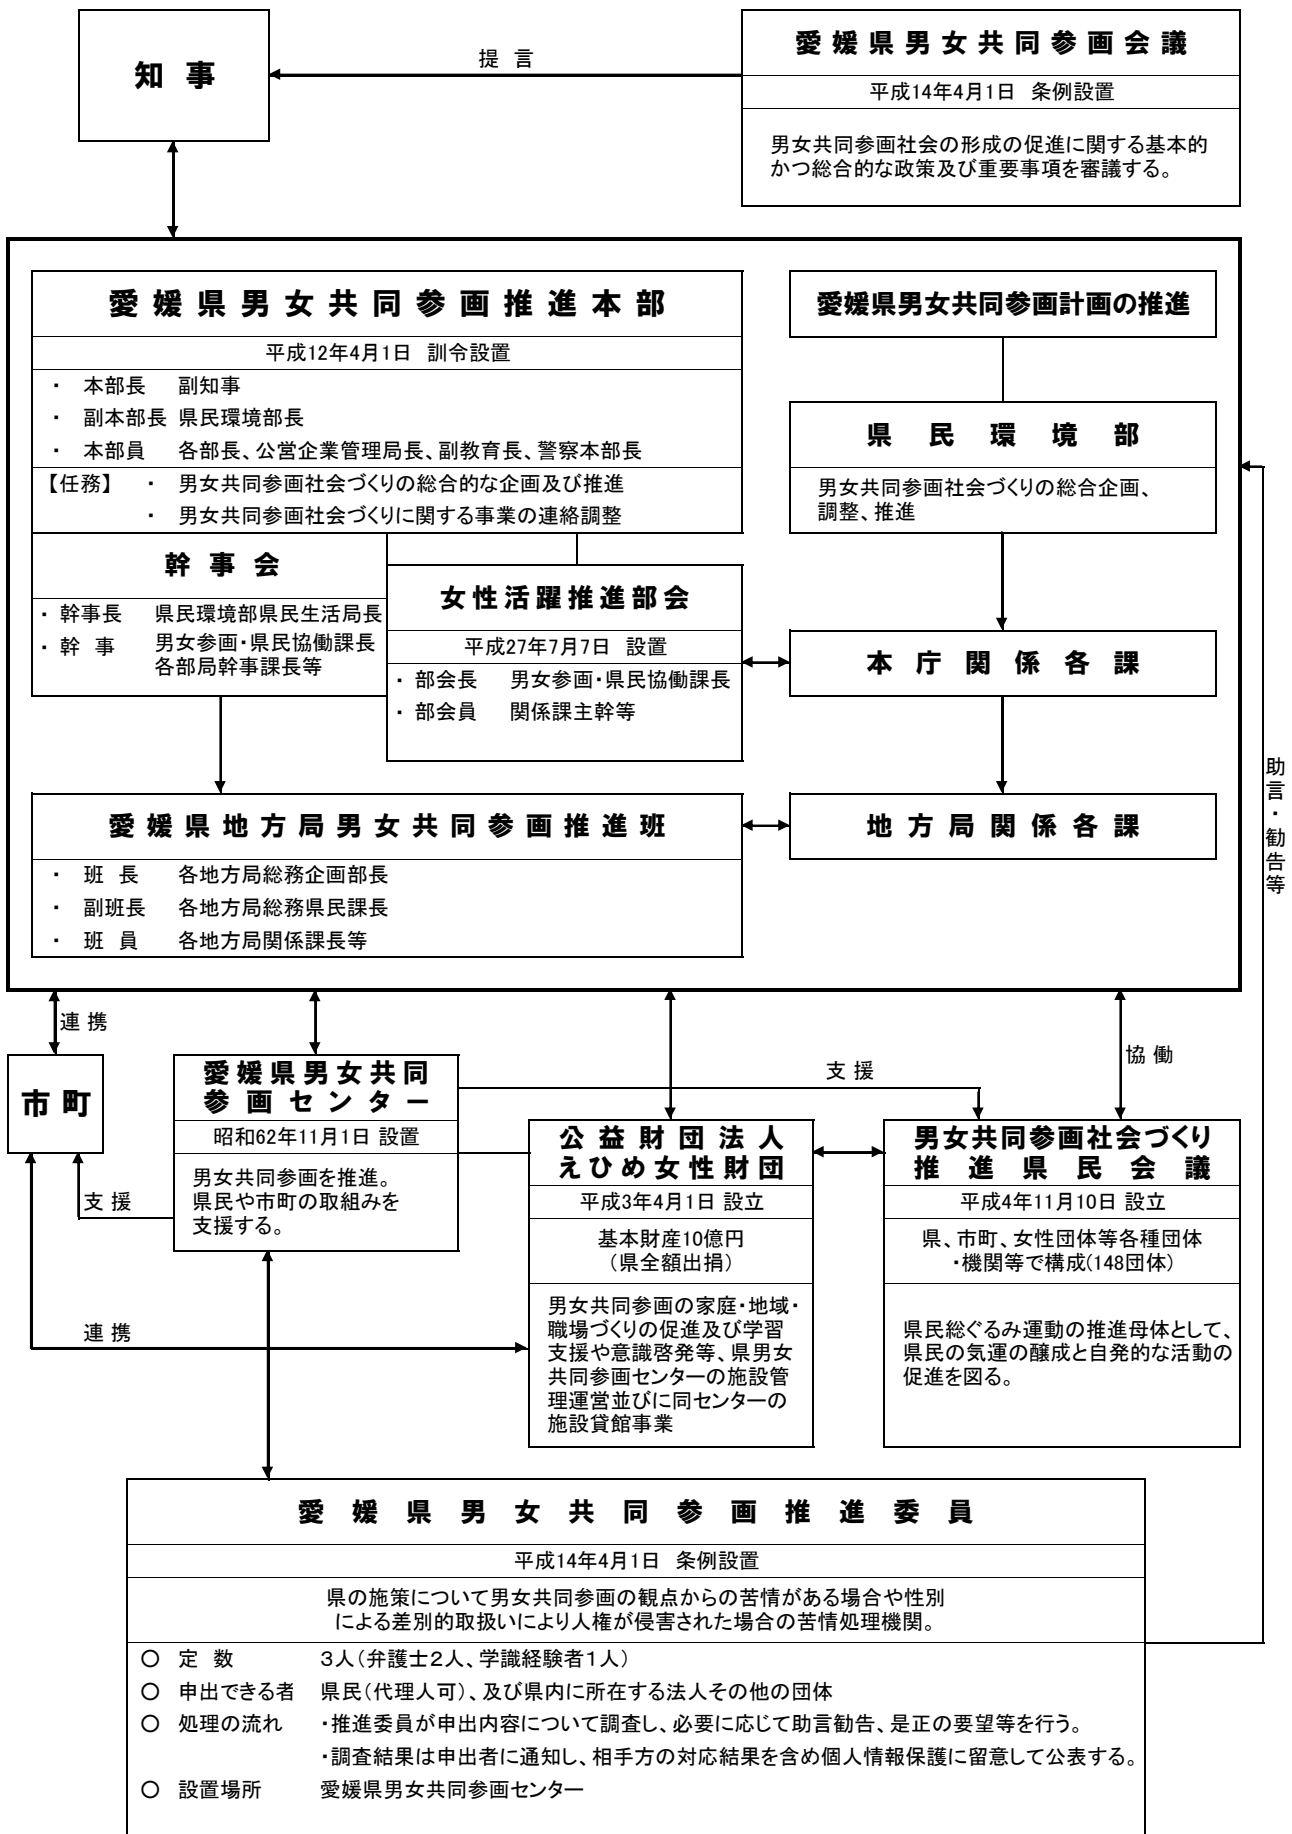 知事
提言
愛媛県男女共同参画会議
平成14年4月1日 条例設置
男女共同参画社会の形成の促進に関する基本的
かつ総合的な政策及び重要事項を審議する。
愛媛県男女共同参画推進本部
平成12年4月1日 訓令設置
・ 本部長 副知事
・ 副本部長 県民環境部長
・ 本部員 各部長、公営企業管理局長、副教育長、警察本部長
【任務】 ・ 男女共同参画社会づくりの総合的な企画及び推進
・ 男女共同参画社会づくりに関する事業の連絡調整
幹事会
・ 幹事長 県民環境部県民生活局長
・ 幹事 男女参画・県民協働課長
各部局幹事課長等
女性活躍推進部会
平成27年7月7日 設置
・ 部会長 男女参画・県民協働課長
・ 部会員 関係課主幹等
愛媛県男女共同参画計画の推進
県民環境部
男女共同参画社会づくりの総合企画、
調整、推進
本庁関係各課
愛媛県地方局男女共同参画推進班
・ 班長 各地方局総務企画部長
・ 副班長 各地方局総務県民課長
・ 班員 各地方局関係課長等
地方局関係各課
助言・勧告等
連携
協働
支援
市町
愛媛県男女共同
参画センター
昭和62年11月1日 設置
男女共同参画を推進。
県民や市町の取組みを
支援する。
支援
連携
公益財団法人
えひめ女性財団
平成3年4月1日 設立
基本財産10億円
(県全額出捐)
男女共同参画の家庭・地域・
職場づくりの促進及び学習
支援や意識啓発等、県男女
共同参画センターの施設管
理運営並びに同センターの
施設貸館事業
男女共同参画社会づくり
推進県民会議
平成4年11月10日 設立
県、市町、女性団体等各種団体
・機関等で構成(148団体)
県民総ぐるみ運動の推進母体として、
県民の気運の醸成と自発的な活動の
促進を図る。
愛媛県男女共同参画推進委員
平成14年4月1日 条例設置
県の施策について男女共同参画の観点からの苦情がある場合や性別
による差別的取扱いにより人権が侵害された場合の苦情処理機関。
○ 定数 3人(弁護士2人、学識経験者1人)
○ 申出できる者 県民(代理人可)、及び県内に所在する法人その他の団体
○ 処理の流れ ・推進委員が申出内容について調査し、必要に応じて助言勧告、是正の要望等を行う。
・調査結果は申出者に通知し、相手方の対応結果を含め個人情報保護に留意して公表する。
○ 設置場所 愛媛県男女共同参画センター